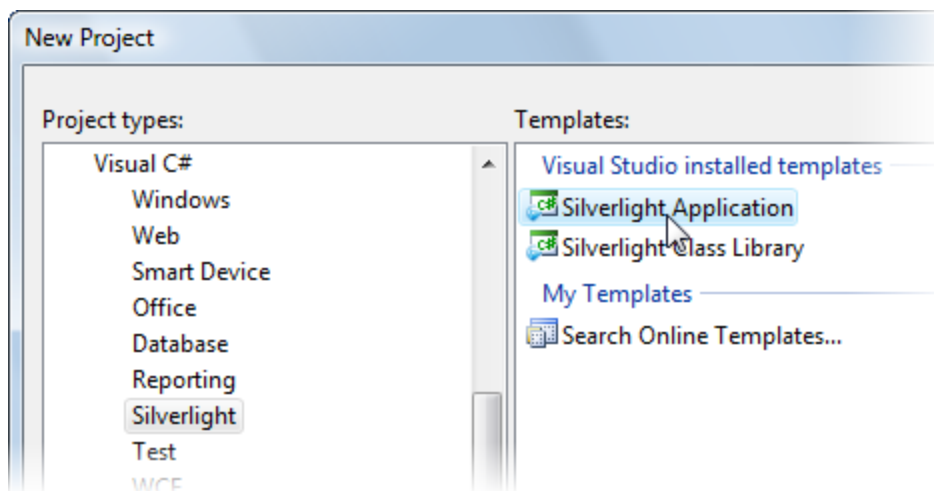 New Project
Project types:
Visual C#
Windows
Web
Smart Device
Office
Database
Reporting
Silverlight
Test
WCF
Templates:
Visual Studio installed templates
Silverlight Application
Silverlight Class Library
My Templates
Search Online Templates...